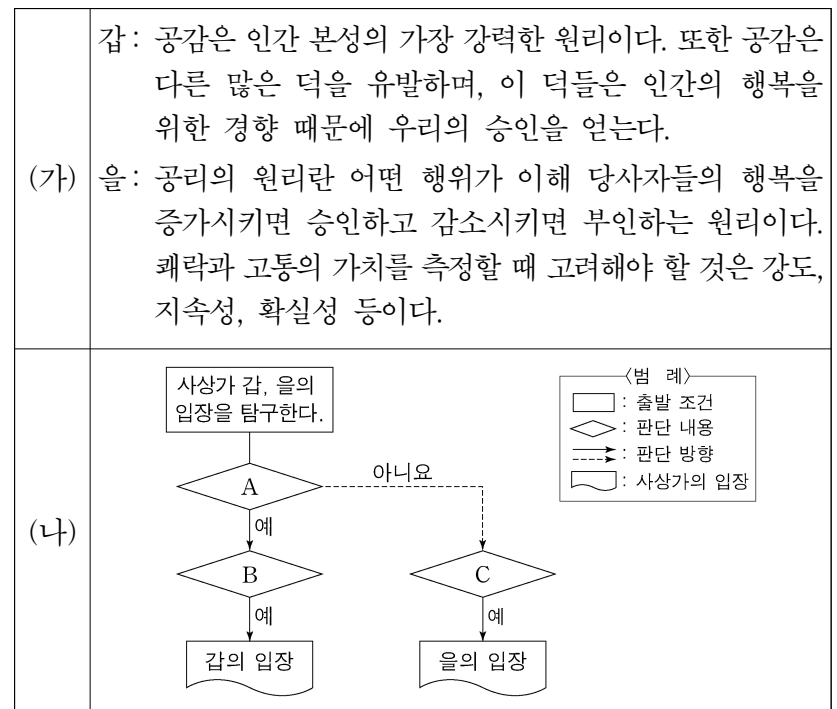 갑: 공감은 인간 본성의 가장 강력한 원리이다. 또한 공감은
다른 많은 덕을 유발하며, 이 덕들은 인간의 행복을
위한 경향 때문에 우리의 승인을 얻는다.
(가)
을: 공리의 원리란 어떤 행위가 이해 당사자들의 행복을
증가시키면 승인하고 감소시키면 부인하는 원리이다.
쾌락과 고통의 가치를 측정할 때 고려해야 할 것은 강도,
지속성, 확실성 등이다.
(나)
사상가 갑, 을의
입장을 탐구한다.
A
아니요
예
B
예
갑의 입장
C
예
을의 입장
〈범 례〉
: 출발 조건
: 판단 내용
: 판단 방향
: 사상가의 입장